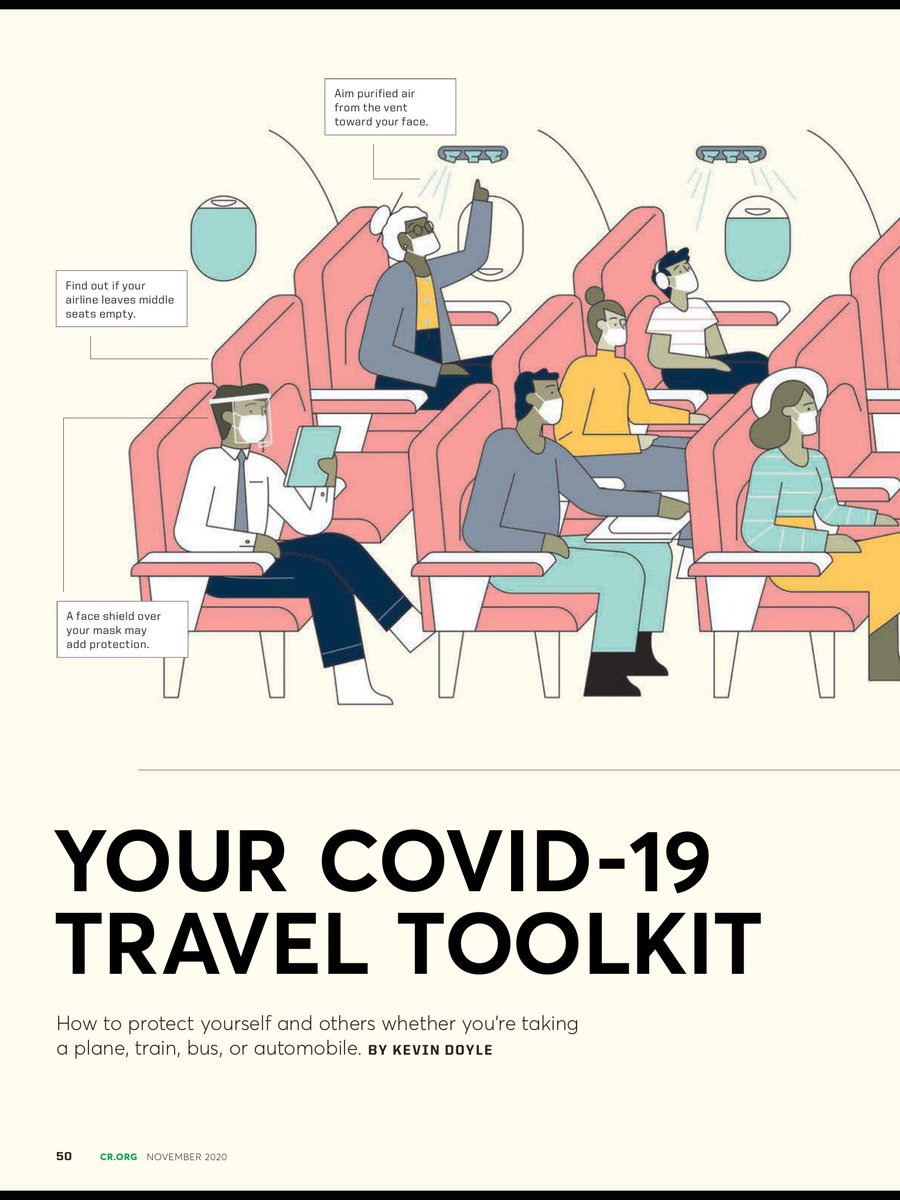 Aim purified air
from the vent
toward your face.
Find out if your
airline leaves middle
seats empty.
A face shield over
your mask may
add protection.
YOUR COVID-19
TRAVEL TOOLKIT
How to protect yourself and others whether you’re taking
a plane, train, bus, or automobile. BY KEVIN DOYLE
50 CR.ORG NOVEMBER 2020